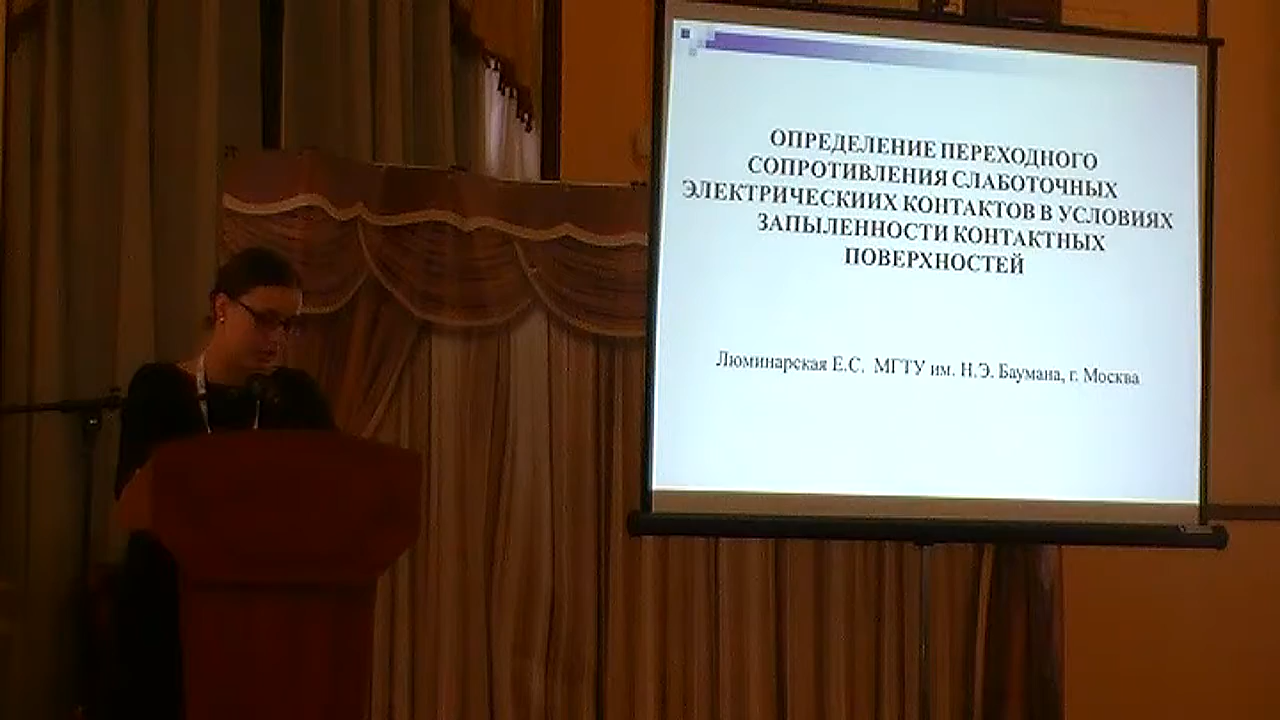 ОПРЕДЕЛЕНИЕ ПЕРЕХОДНОГО
СОПРОТИВЛЕНИЯ СЛАБОТОЧНЫХ
ЭЛЕКТРИЧЕСКИИХ КОНТАКТОВ В УСЛОВИЯХ
ЗАПЫЛЕННОСТИ КОНТАКТНЫХ
ПОВЕРХНОСТЕЙ
Люминарская Е.С. МГТУ им. Н.Э. Баумана, г. Москва